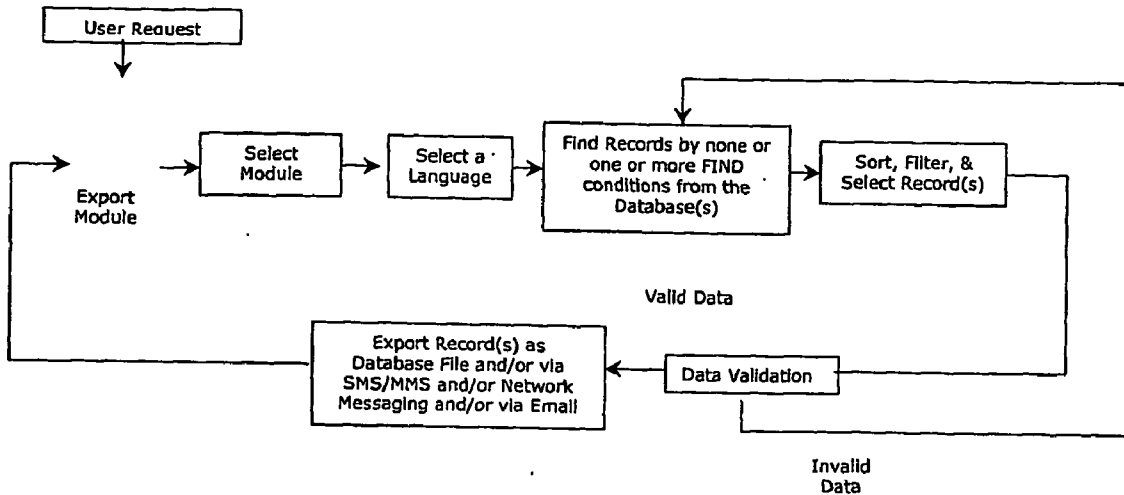 User Request
Export
Module
Select
Module
Select a
Language
Find Records by none or
one or more FIND
conditions from the
Database(s)
Sort, Filter, &
Select Record(s)
Valid Data
Export Record(s) as
Database File and/or via
SMS/MMS and/or Network
Messaging and/or via Email
Data Validation
Invalid
Data